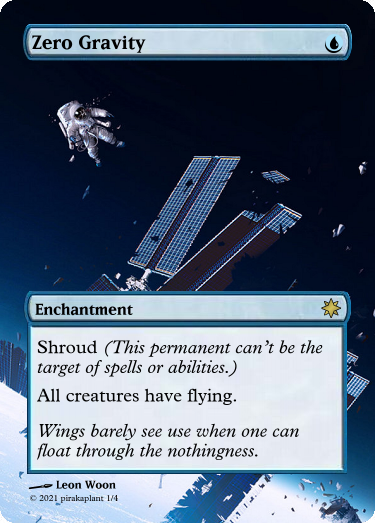 Zero Gravity
Enchantment
Shroud (This permanent can't be the
target of spells or abilities.)
All creatures have flying.
Wings barely see use when one can
float through the nothingness.
Leon Woon
© 2021 pirakaplant 1/4